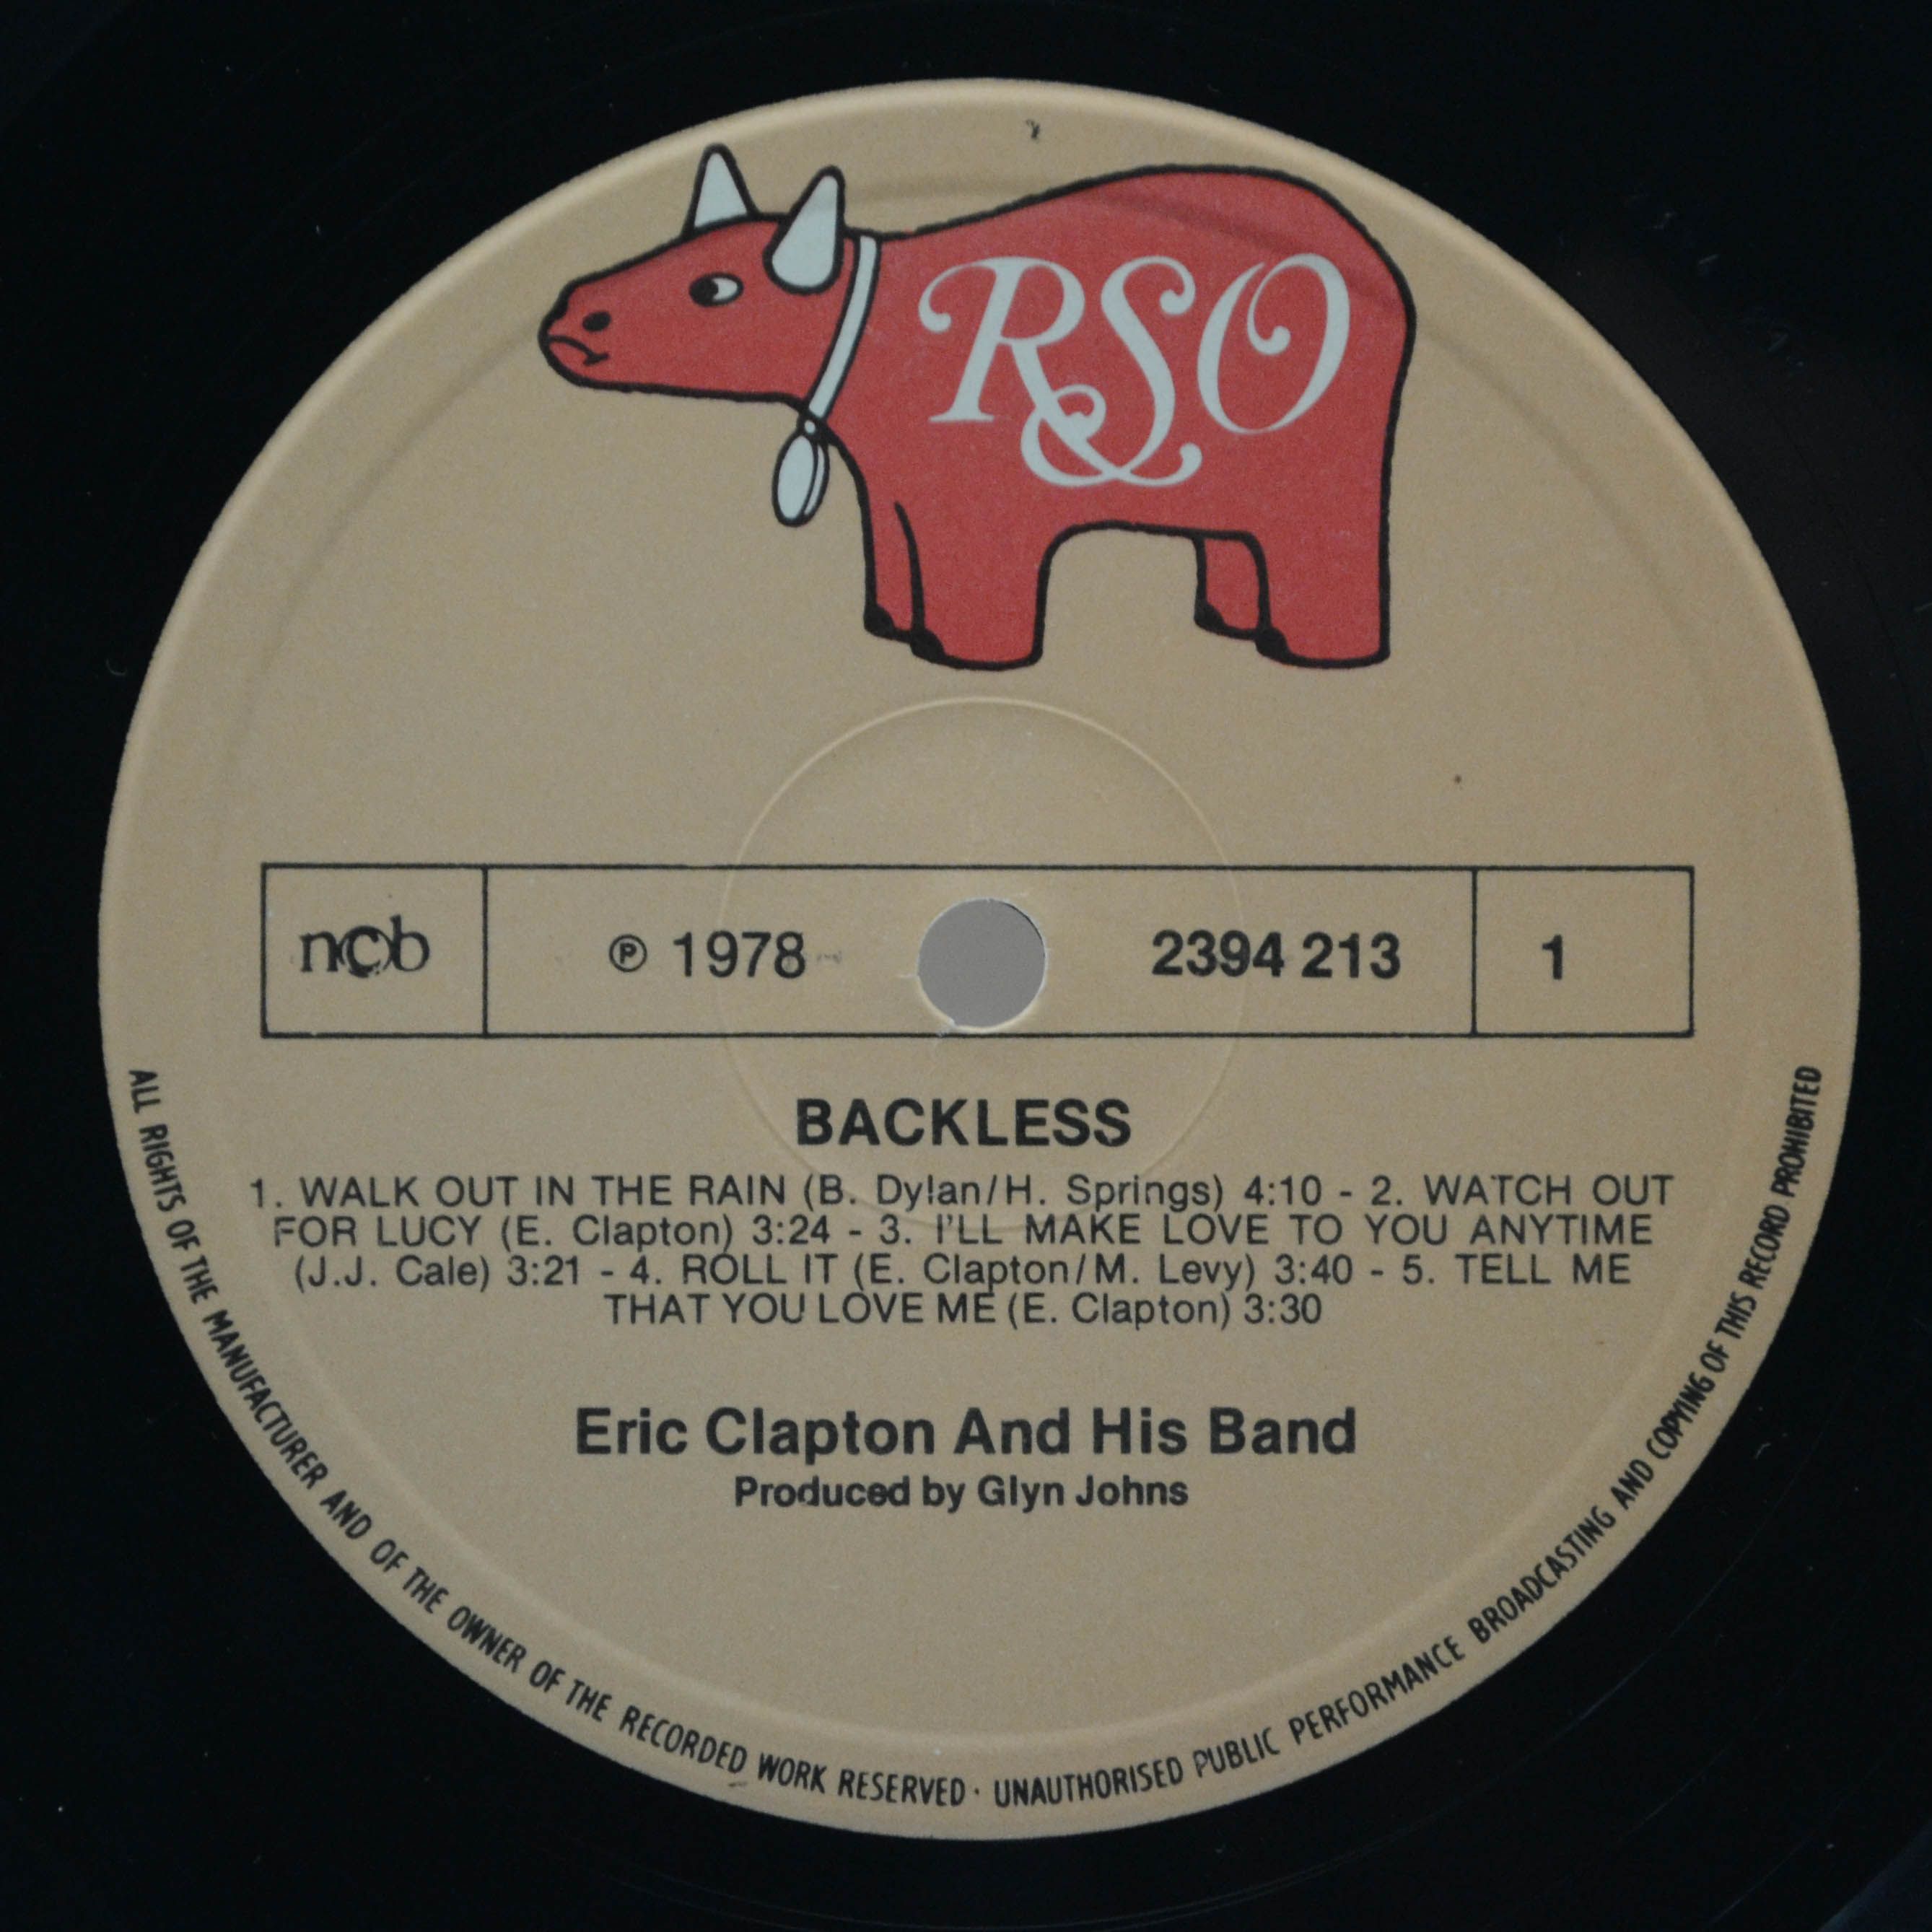 RSO
ncb
℗ 1978
2394 213
1
BACKLESS
1. WALK OUT IN THE RAIN (B. Dylan/H. Springs) 4:10 - 2. WATCH OUT
FOR LUCY (E. Clapton) 3:24 - 3. I'LL MAKE LOVE TO YOU ANYTIME
(J.J. Cale) 3:21 - 4. ROLL IT (E. Clapton/M. Levy) 3:40 - 5. TELL ME
THAT YOU LOVE ME (E. Clapton) 3:30
Eric Clapton And His Band
Produced by Glyn Johns
ALL RIGHTS OF THE MANUFACTURER AND OF THE OWNER OF THE RECORDED WORK RESERVED · UNAUTHORISED PUBLIC PERFORMANCE BROADCASTING AND COPYING OF THIS RECORD PROHIBITED